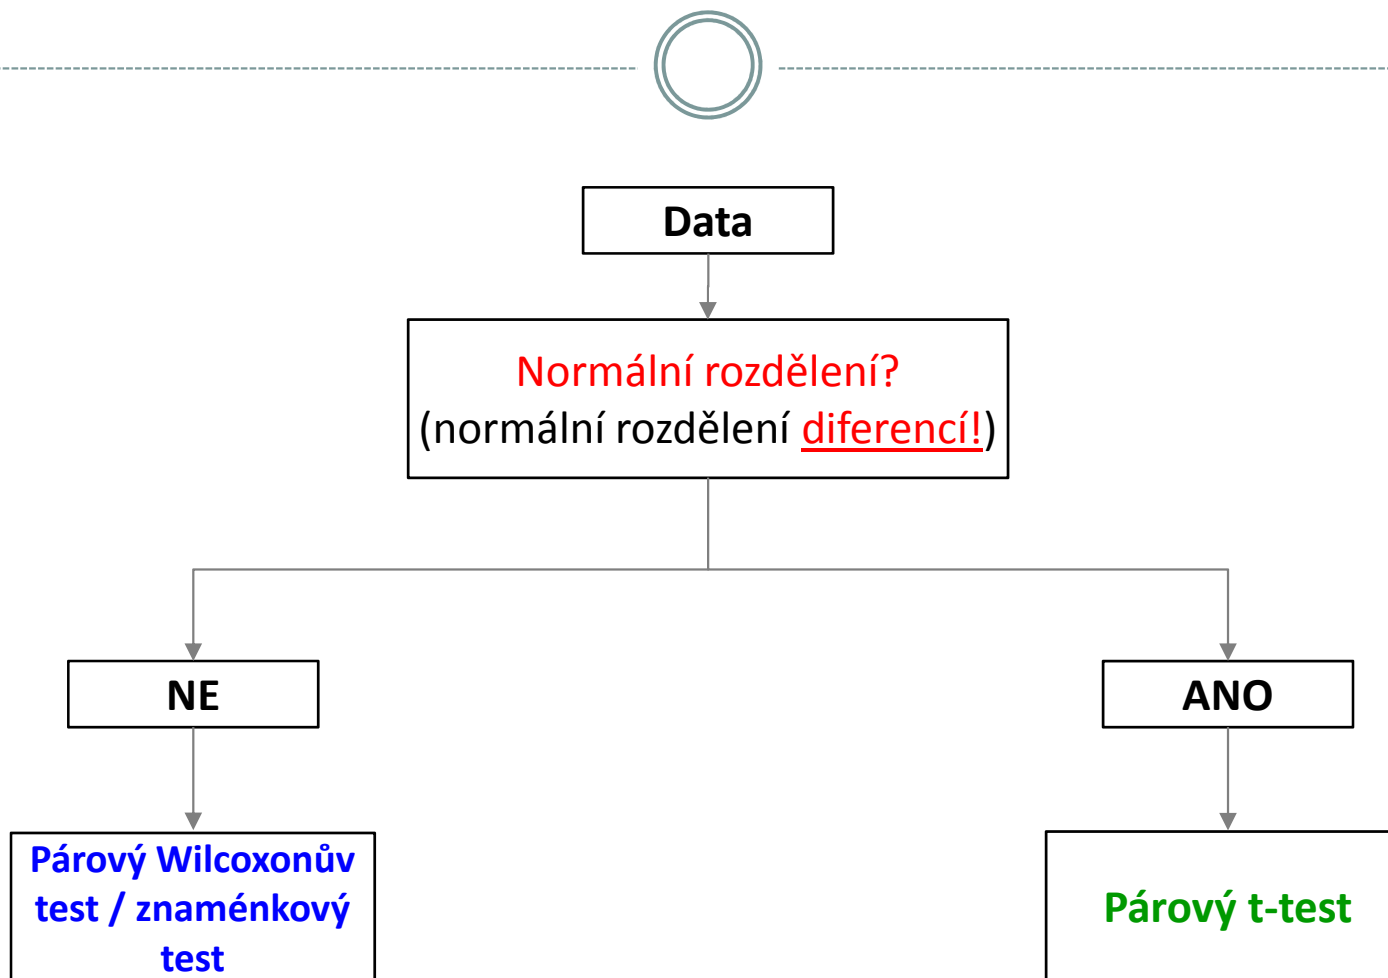 Data
Normální rozdělení?
(normální rozdělení diferencí!)
NE
ANO
Párový Wilcoxonův
test / znaménkový
test
Párový t-test